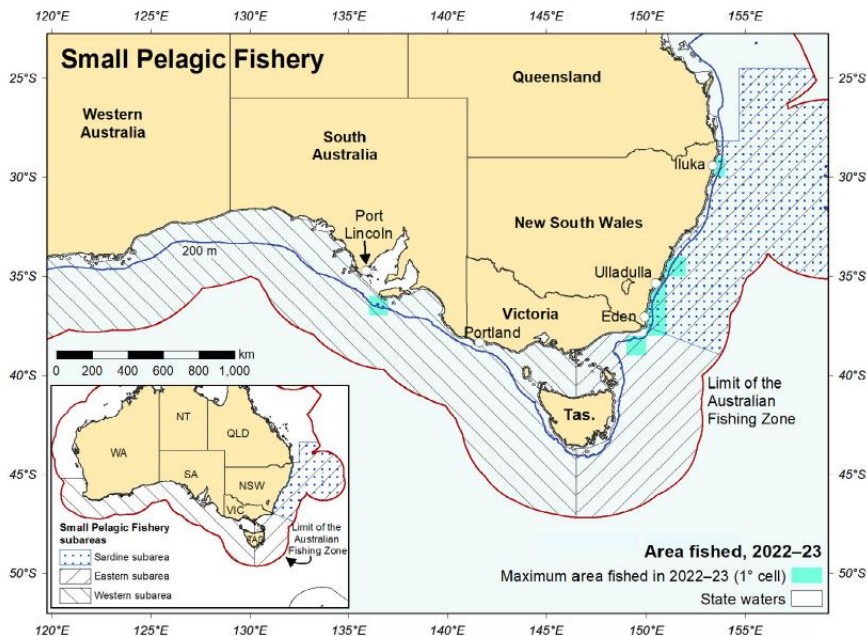 120°E 125°E 130°E 135°E 140°E 145°E 150°E 155°E
Small Pelagic Fishery
25°S
30°S
35°S
40°S
45°S
50°S
Western
Australia
South
Australia
Queensland
New South Wales
Victoria
Tas.
Iluka
Port
Lincoln
200 m
Ulladulla
Eden
Portland
km
0 200 400 600 800 1,000
Limit of the
Australian
Fishing Zone
NT
QLD
WA
SA
NSW
VIC
TAS
Small Pelagic Fishery
subareas
Sardine subarea
Eastern subarea
Western subarea
Limit of the
Australian
Fishing Zone
Area fished, 2022–23
Maximum area fished in 2022–23 (1° cell)
State waters
25°S
30°S
35°S
40°S
45°S
50°S
120°E 125°E 130°E 135°E 140°E 145°E 150°E 155°E